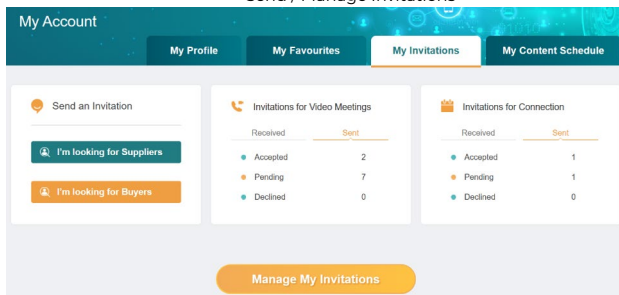 Send / Manage Invitations
My Account
My Profile
My Favourites
My Invitations
My Content Schedule
Send an Invitation
I'm looking for Suppliers
I'm looking for Buyers
Invitations for Video Meetings
Received Sent
Accepted 2
Pending 7
Declined 0
Invitations for Connection
Received Sent
Accepted 1
Pending 1
Declined 0
Manage My Invitations